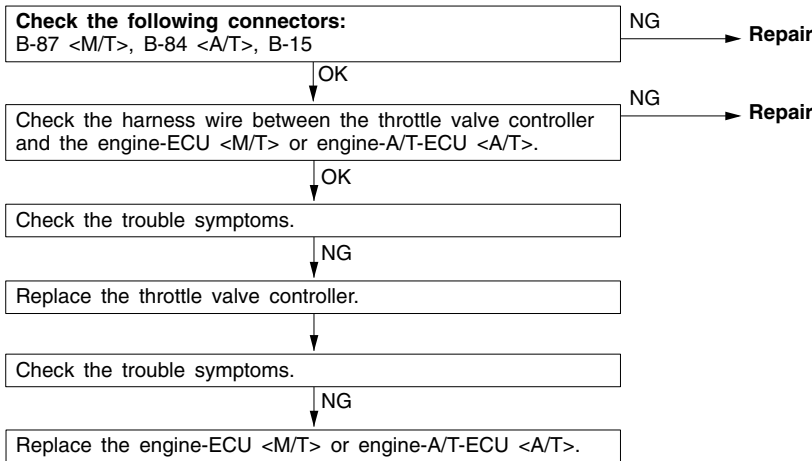 Check the following connectors:
B-87 <M/T>, B-84 <A/T>, B-15
NG
Repair
OK
Check the harness wire between the throttle valve controller
and the engine-ECU <M/T> or engine-A/T-ECU <A/T>.
NG
Repair
OK
Check the trouble symptoms.
NG
Replace the throttle valve controller.
Check the trouble symptoms.
NG
Replace the engine-ECU <M/T> or engine-A/T-ECU <A/T>.